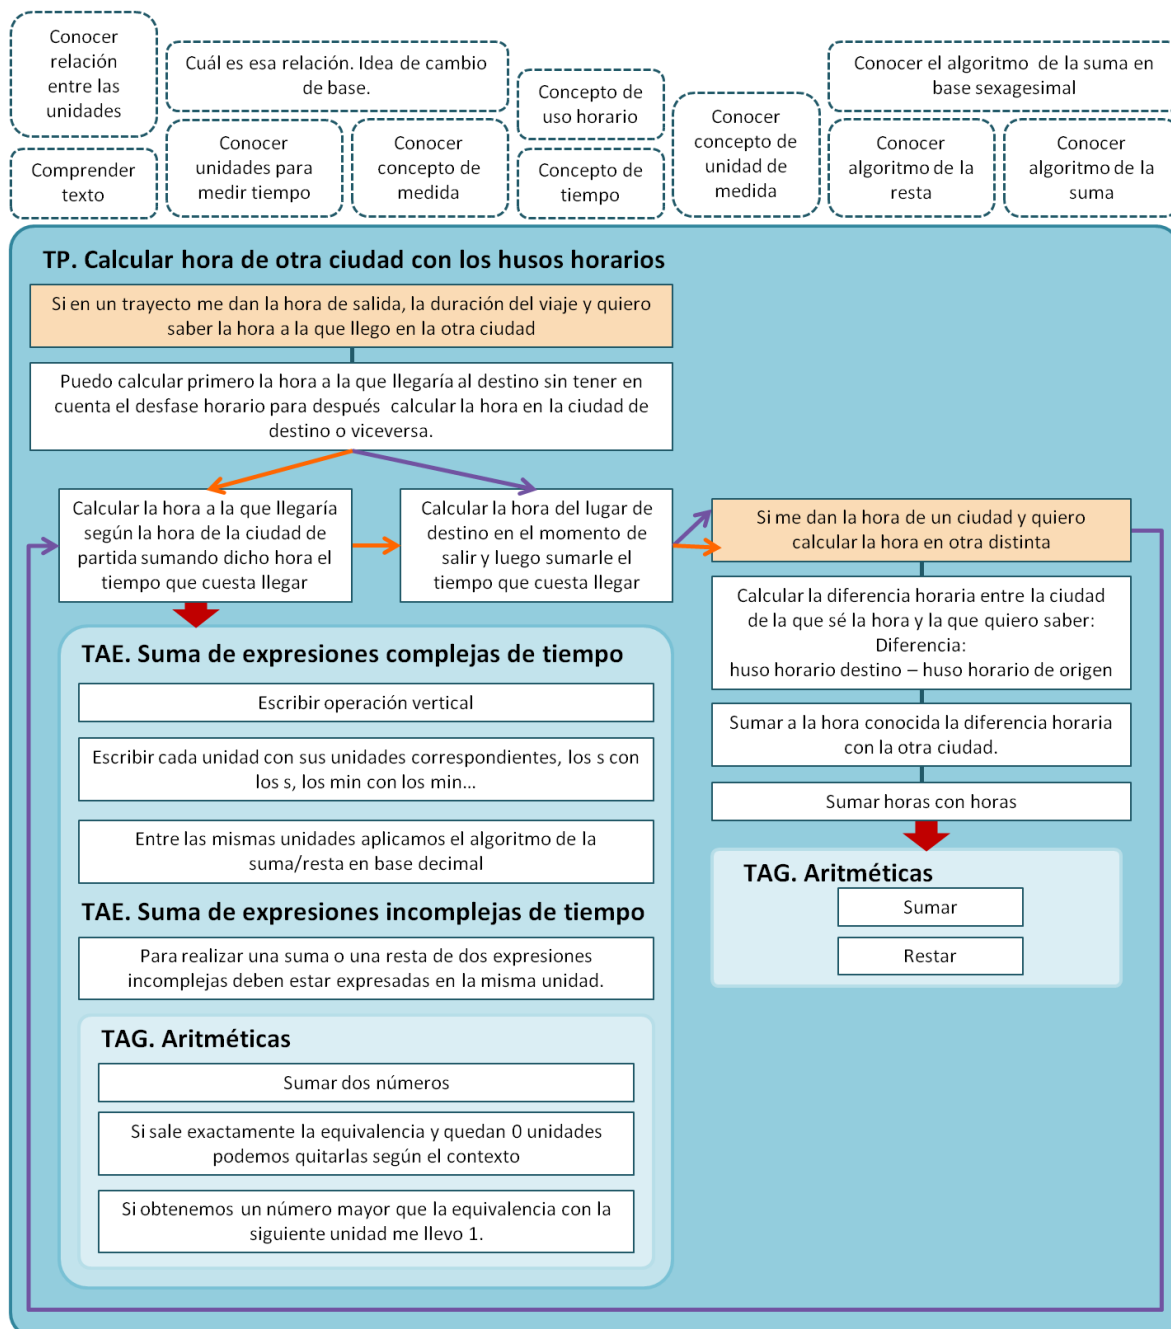 Conocer
relación
entre las
unidades
Cuál es esa relación. Idea de cambio
de base.
Concepto de
uso horario
Conocer
concepto de
unidad de
medida
Conocer el algoritmo de la suma en
base sexagesimal
Comprender
texto
Conocer
unidades para
medir tiempo
Conocer
concepto de
medida
Concepto de
tiempo
Conocer
algoritmo de la
resta
Conocer
algoritmo de la
suma
TP. Calcular hora de otra ciudad con los husos horarios
Si en un trayecto me dan la hora de salida, la duración del viaje y quiero
saber la hora a la que llego en la otra ciudad
Puedo calcular primero la hora a la que llegaría al destino sin tener en
cuenta el desfase horario para después calcular la hora en la ciudad de
destino o viceversa.
Calcular la hora a la que llegaría
según la hora de la ciudad de
partida sumando dicho hora el
tiempo que cuesta llegar
Calcular la hora del lugar de
destino en el momento de
salir y luego sumarle el
tiempo que cuesta llegar
Si me dan la hora de un ciudad y quiero
calcular la hora en otra distinta
Calcular la diferencia horaria entre la ciudad
de la que sé la hora y la que quiero saber:
Diferencia:
huso horario destino – huso horario de origen
Sumar a la hora conocida la diferencia horaria
con la otra ciudad.
Sumar horas con horas
TAG. Aritméticas
Sumar
Restar
TAE. Suma de expresiones complejas de tiempo
Escribir operación vertical
Escribir cada unidad con sus unidades correspondientes, los s con
los s, los min con los min…
Entre las mismas unidades aplicamos el algoritmo de la
suma/resta en base decimal
TAE. Suma de expresiones incomplejas de tiempo
Para realizar una suma o una resta de dos expresiones
incomplejas deben estar expresadas en la misma unidad.
TAG. Aritméticas
Sumar dos números
Si sale exactamente la equivalencia y quedan 0 unidades
podemos quitarlas según el contexto
Si obtenemos un número mayor que la equivalencia con la
siguiente unidad me llevo 1.